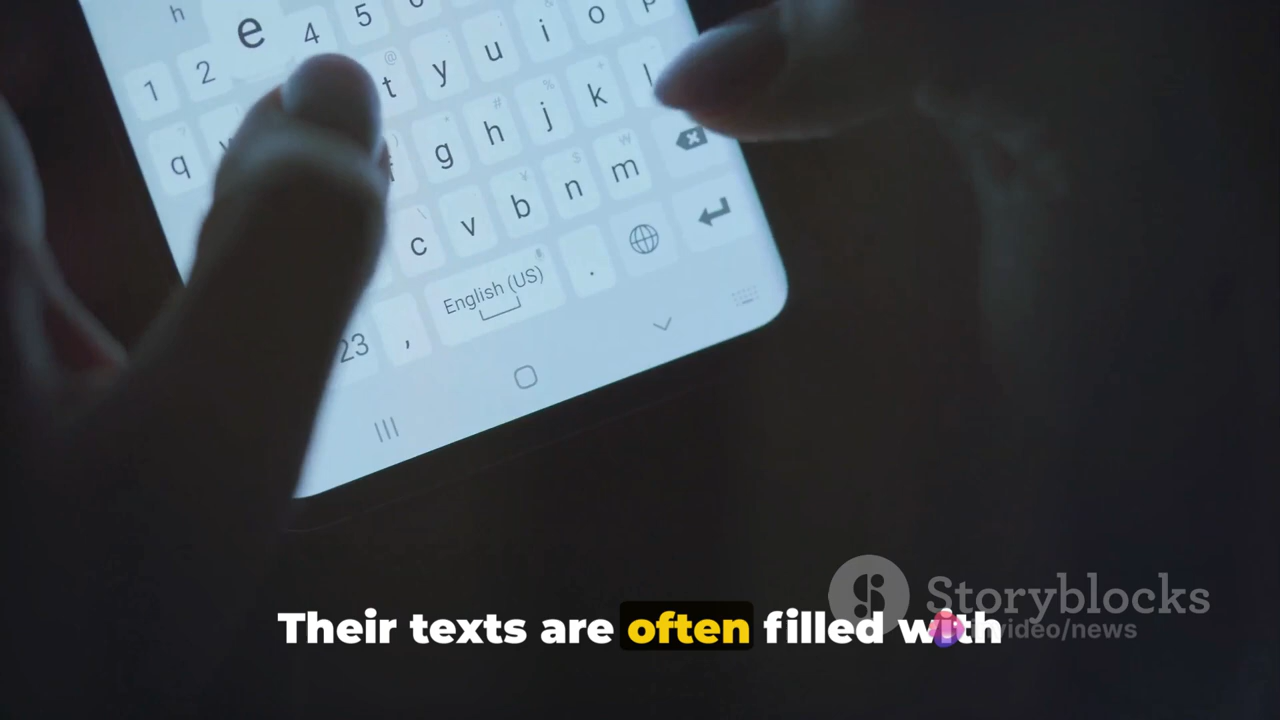 h
e
1 2 4 5
q t y u i o p
f g h j k l
c v b n m
23 , English (US) .
Their texts are often filled with
Storyblocks
video/news